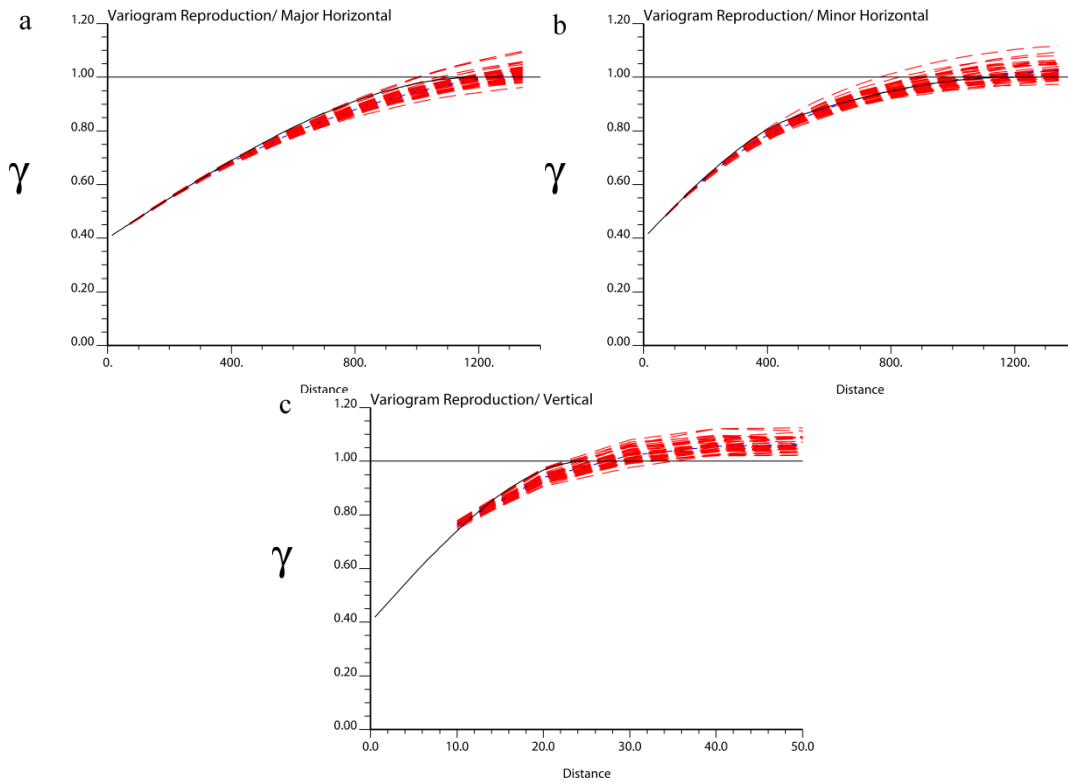 a
Variogram Reproduction/ Major Horizontal
1.20
1.00
0.80
0.60
0.40
0.20
0.00
γ
0. 400. 800. 1200.
Distance
b
Variogram Reproduction/ Minor Horizontal
1.20
1.00
0.80
0.60
0.40
0.20
0.00
γ
0. 400. 800. 1200.
Distance
c
Variogram Reproduction/ Vertical
1.20
1.00
0.80
0.60
0.40
0.20
0.00
γ
0.0 10.0 20.0 30.0 40.0 50.0
Distance